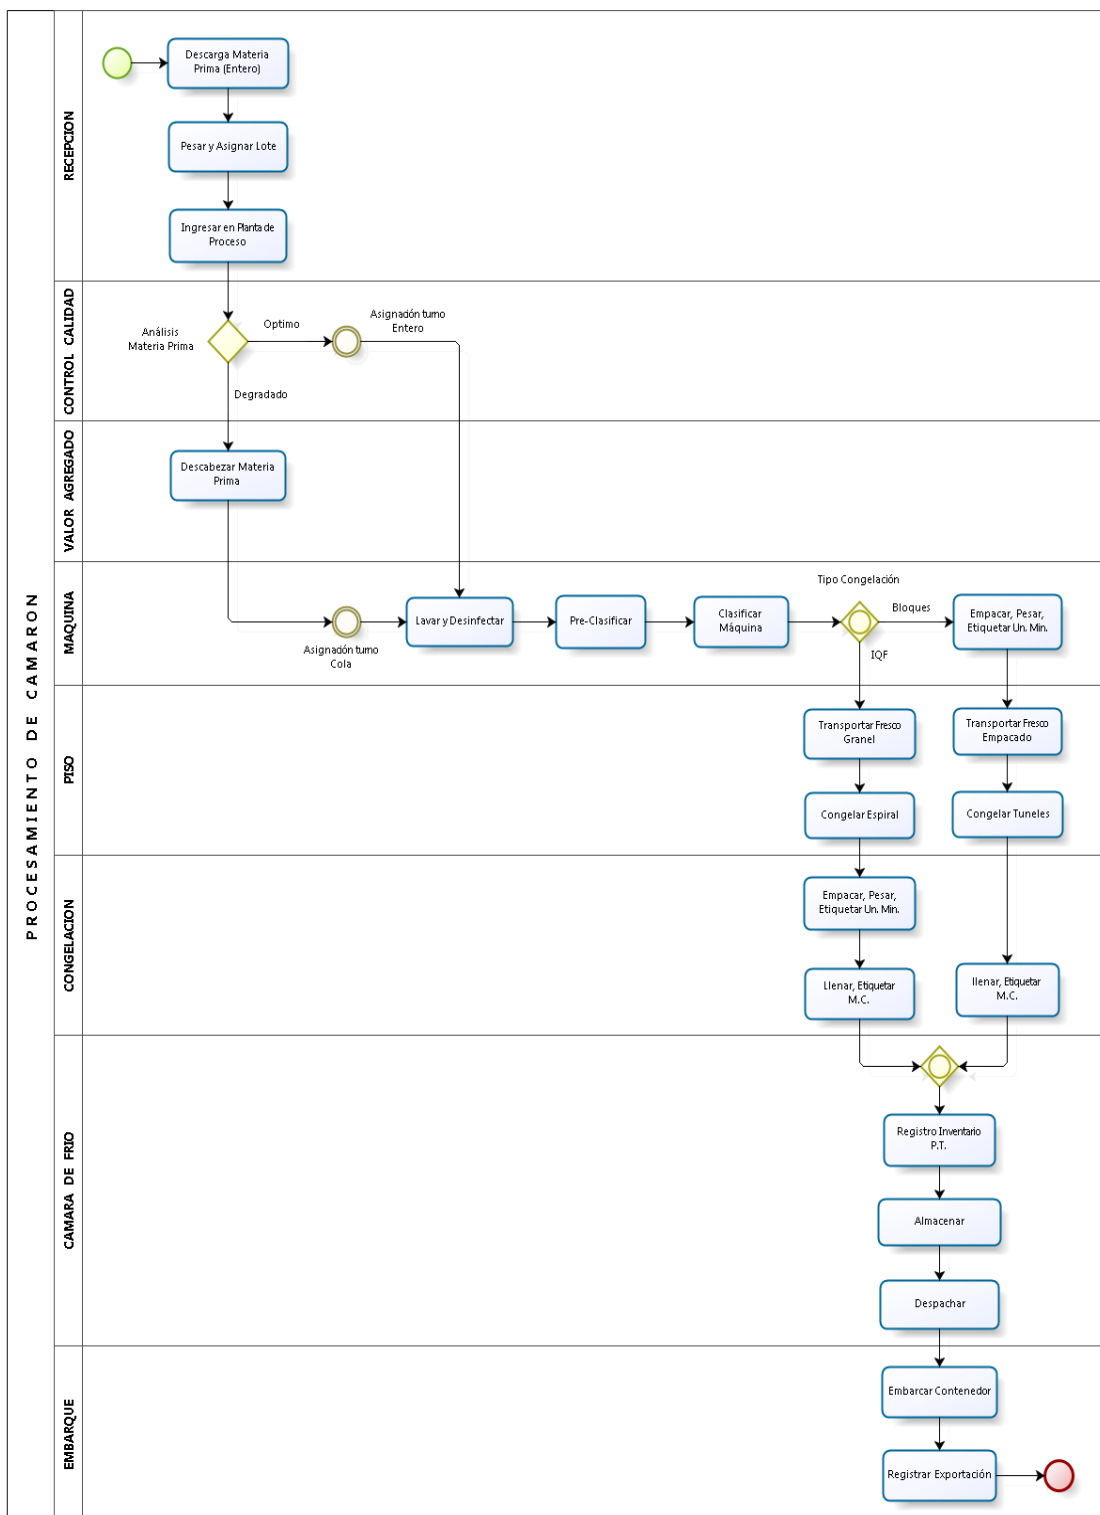 PROCESAMIENTO DE CAMARON
RECEPCION
Descarga Materia
Prima (Entero)
Pesar y Asignar Lote
Ingresar en Planta de
Proceso
CONTROL CALIDAD
Análisis
Materia Prima
Optimo
Asignación turno
Entero
Degradado
VALOR AGREGADO
Descabezar Materia
Prima
MAQUINA
Asignación turno
Cola
Lavar y Desinfectar
Pre-Clasificar
Clasificar
Máquina
Tipo Congelación
Bloques
IQF
Empacar, Pesar,
Etiquetar Un. Min.
PISO
Transportar Fresco
Granel
Transportar Fresco
Empacado
Congelar Espiral
Congelar Tuneles
CONGELACION
Empacar, Pesar,
Etiquetar Un. Min.
Llenar, Etiquetar
M.C.
llenar, Etiquetar
M.C.
CAMARA DE FRIO
Registro Inventario
P.T.
Almacenar
Despachar
EMBARQUE
Embarcar Contenedor
Registrar Exportación